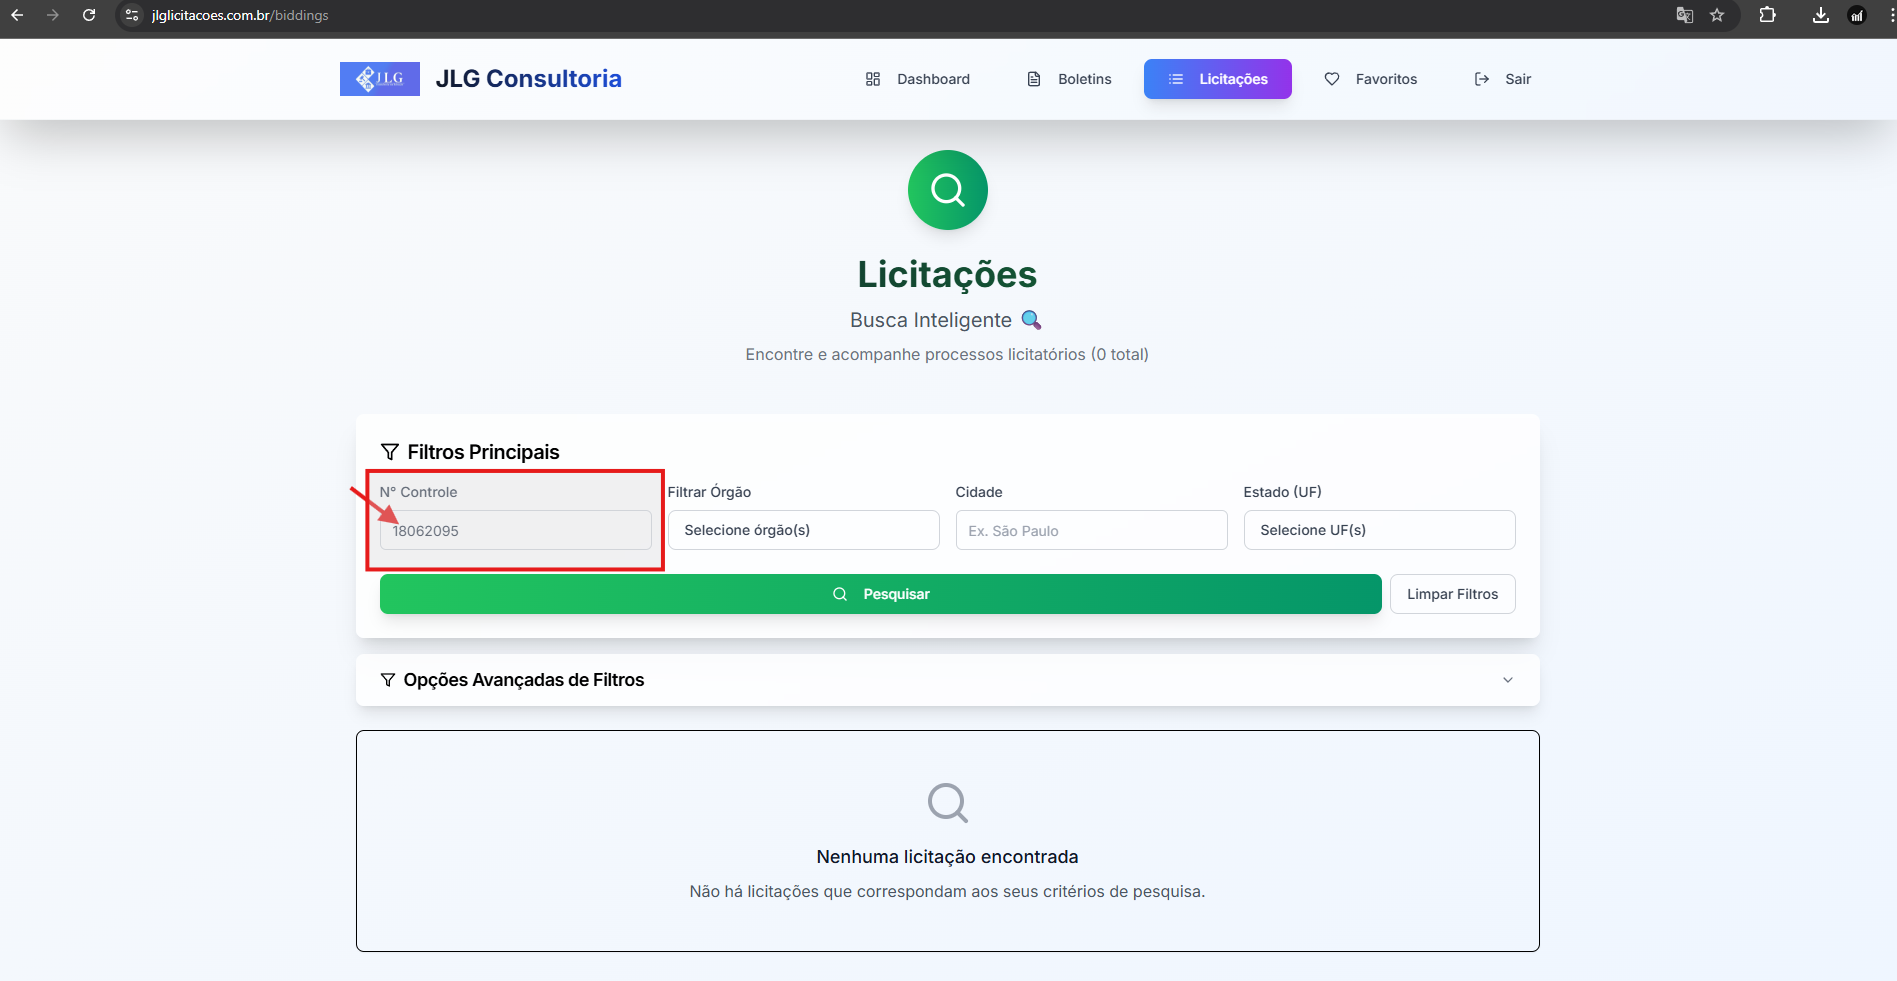 jlglicitacoes.com.br/biddings
JLG
JLG Consultoria
Dashboard
Boletins
Licitações
Favoritos
Sair
Licitações
Busca Inteligente
Encontre e acompanhe processos licitatórios (0 total)
Filtros Principais
N° Controle
Filtrar Órgão
Cidade
Estado (UF)
18062095
Selecione órgão(s)
Ex. São Paulo
Selecione UF(s)
Pesquisar
Limpar Filtros
Opções Avançadas de Filtros
Nenhuma licitação encontrada
Não há licitações que correspondam aos seus critérios de pesquisa.